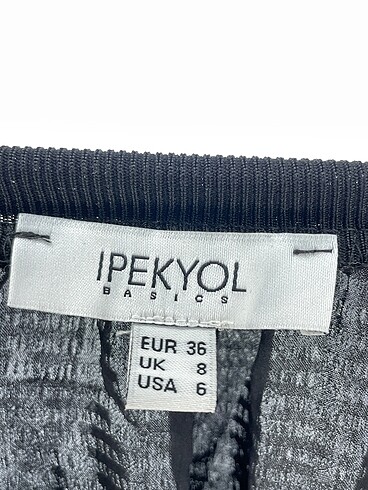 IPEKYOL
BASICS
EUR 36
UK 8
USA 6